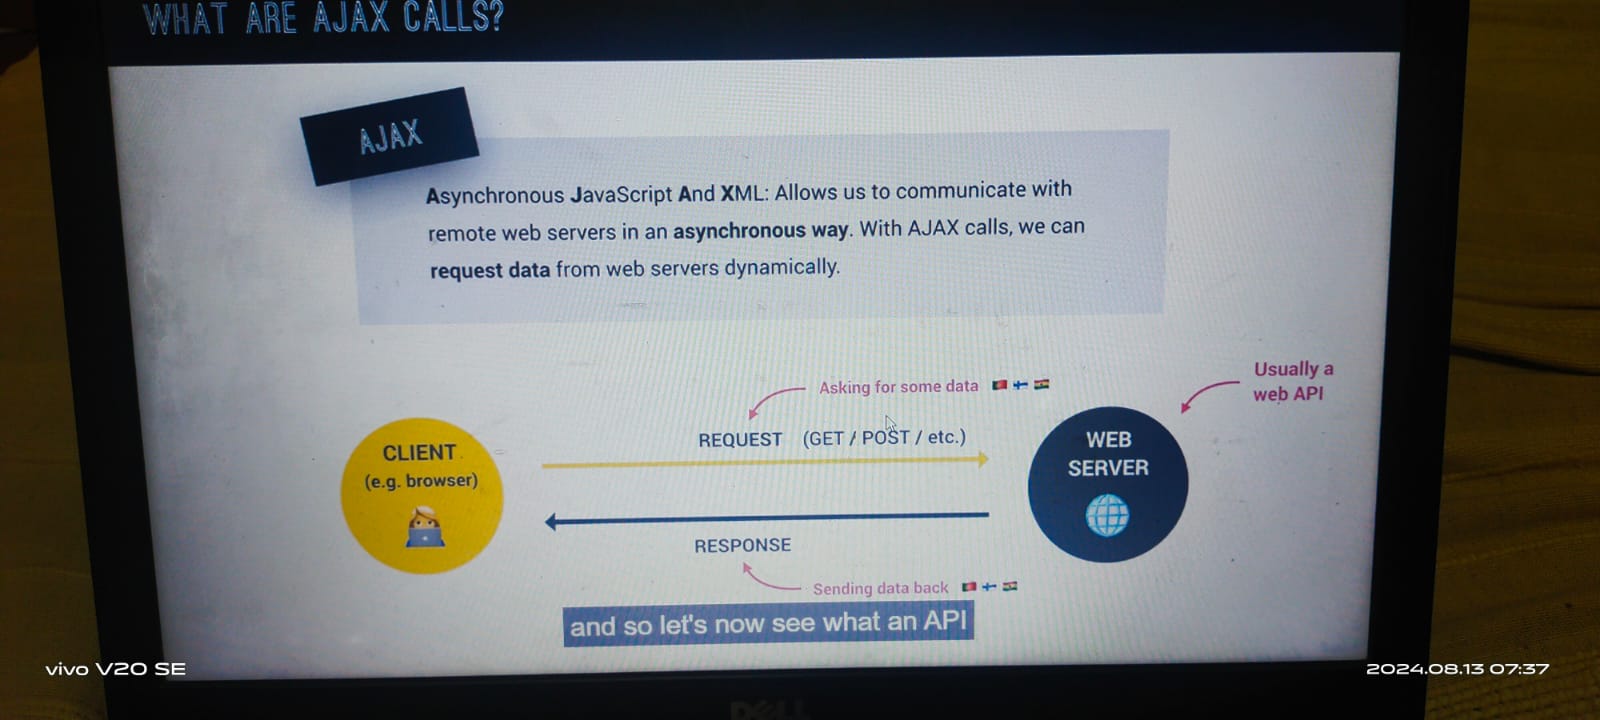 WHAT ARE AJAX CALLS?
AJAX
Asynchronous JavaScript And XML: Allows us to communicate with
remote web servers in an asynchronous way. With AJAX calls, we can
request data from web servers dynamically.
Usually a
web API
Asking for some data
REQUEST (GET / POST / etc.)
CLIENT
(e.g. browser)
WEB
SERVER
RESPONSE
Sending data back
and so let's now see what an API
vivo V20 SE
2024.08.13 07:37
DELL